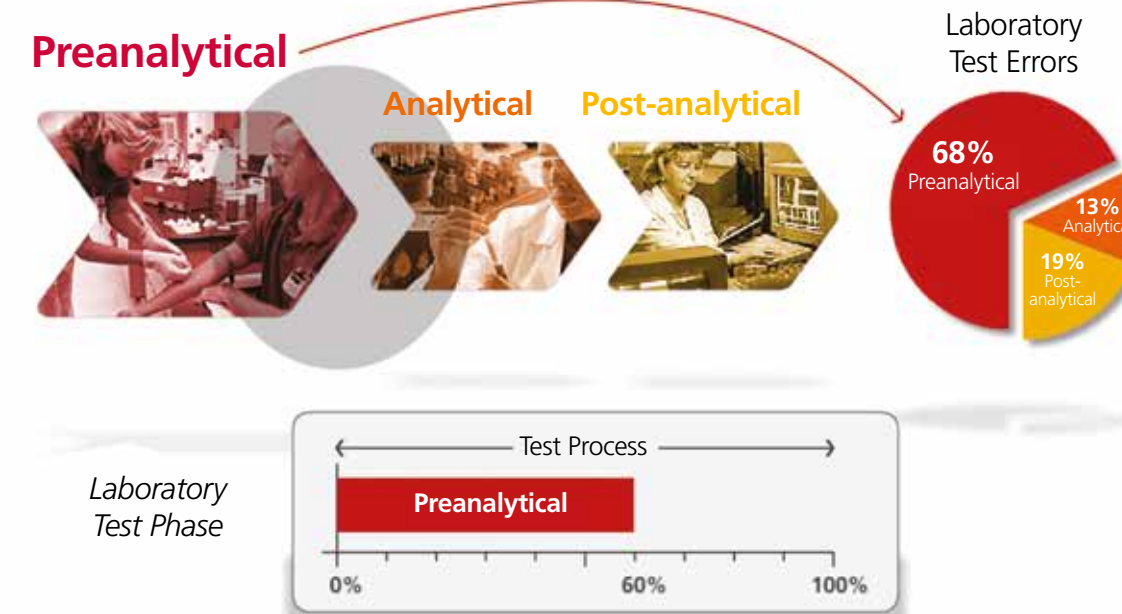 Preanalytical
Analytical
Post-analytical
Laboratory
Test Errors
68%
Preanalytical
13%
19%
Post-
analytical
Test Process
Laboratory
Test Phase
Preanalytical
0%
60%
100%